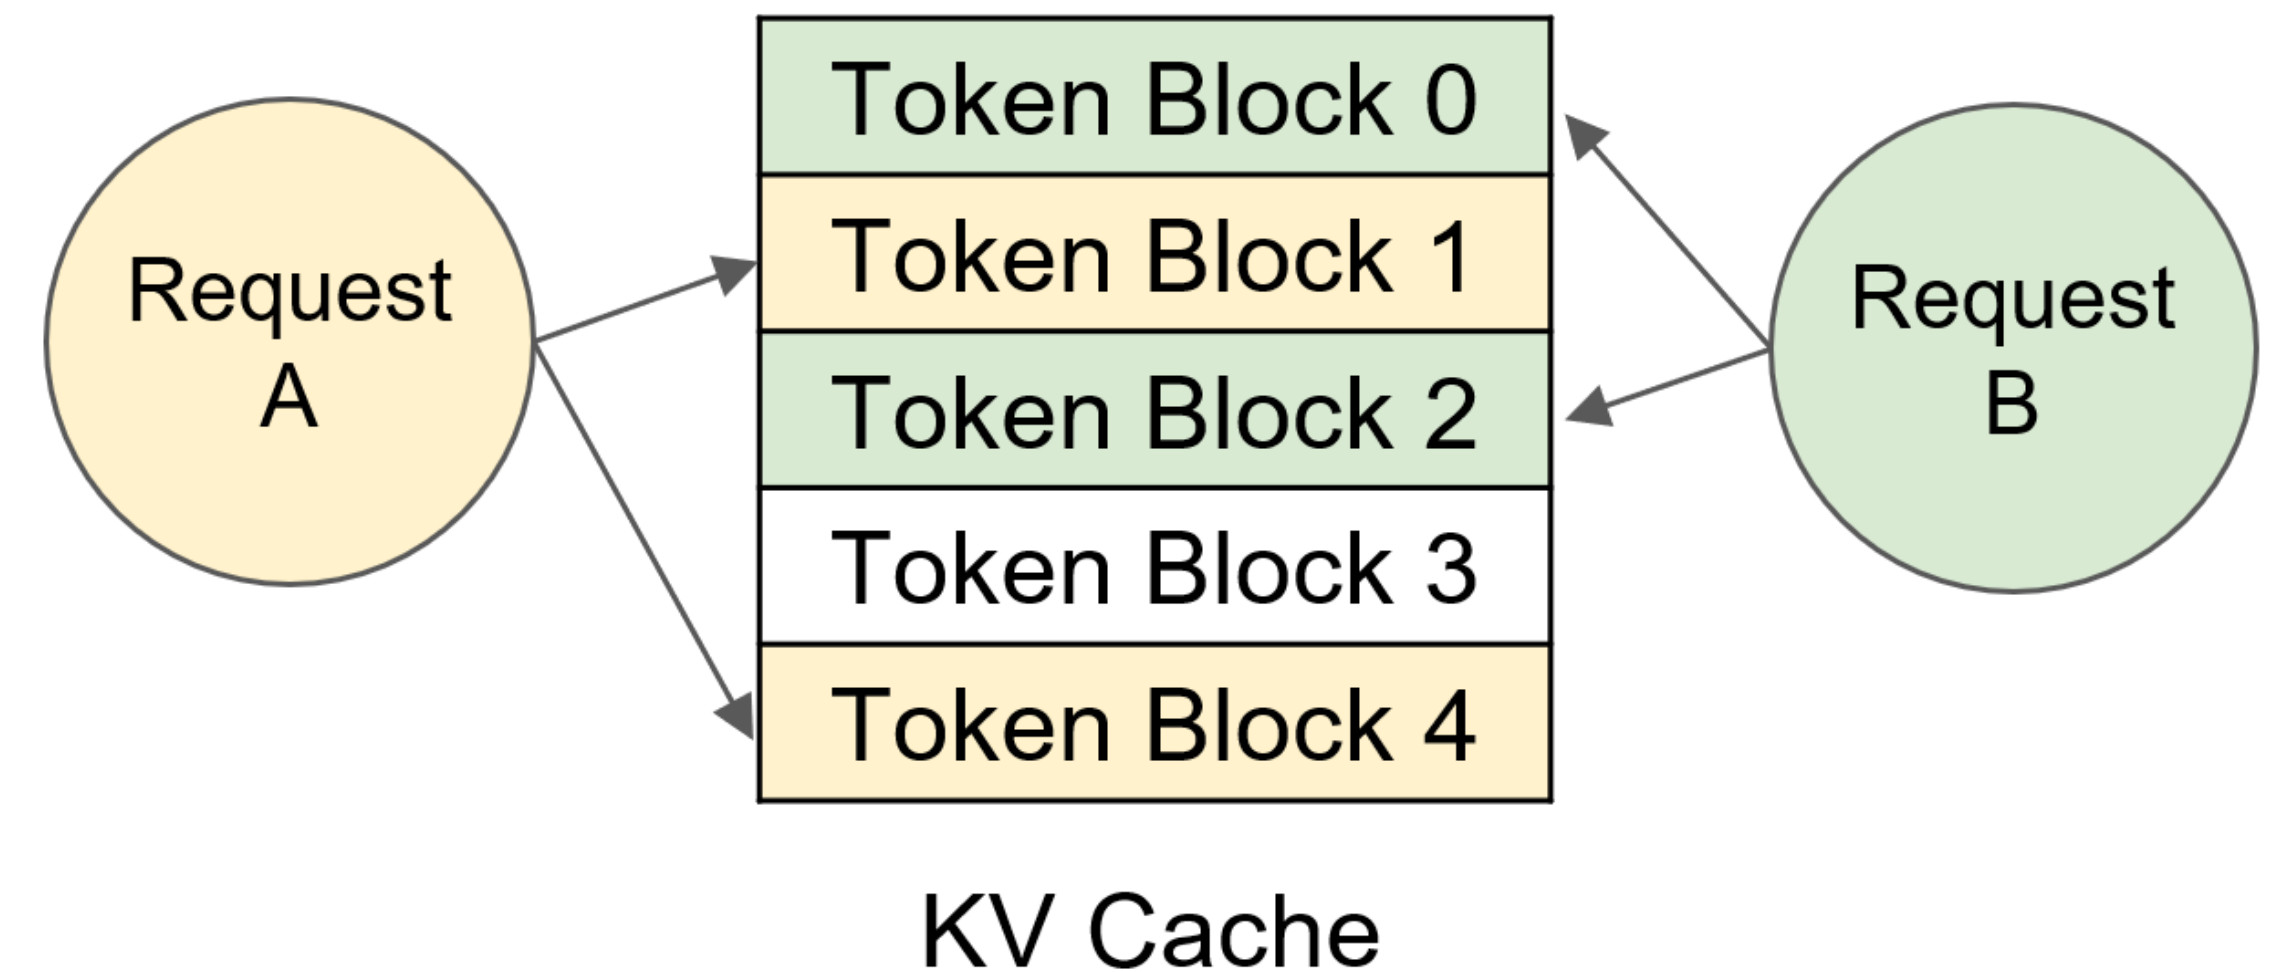 Request
A
Token Block 0
Token Block 1
Token Block 2
Token Block 3
Token Block 4
Request
B
KV Cache